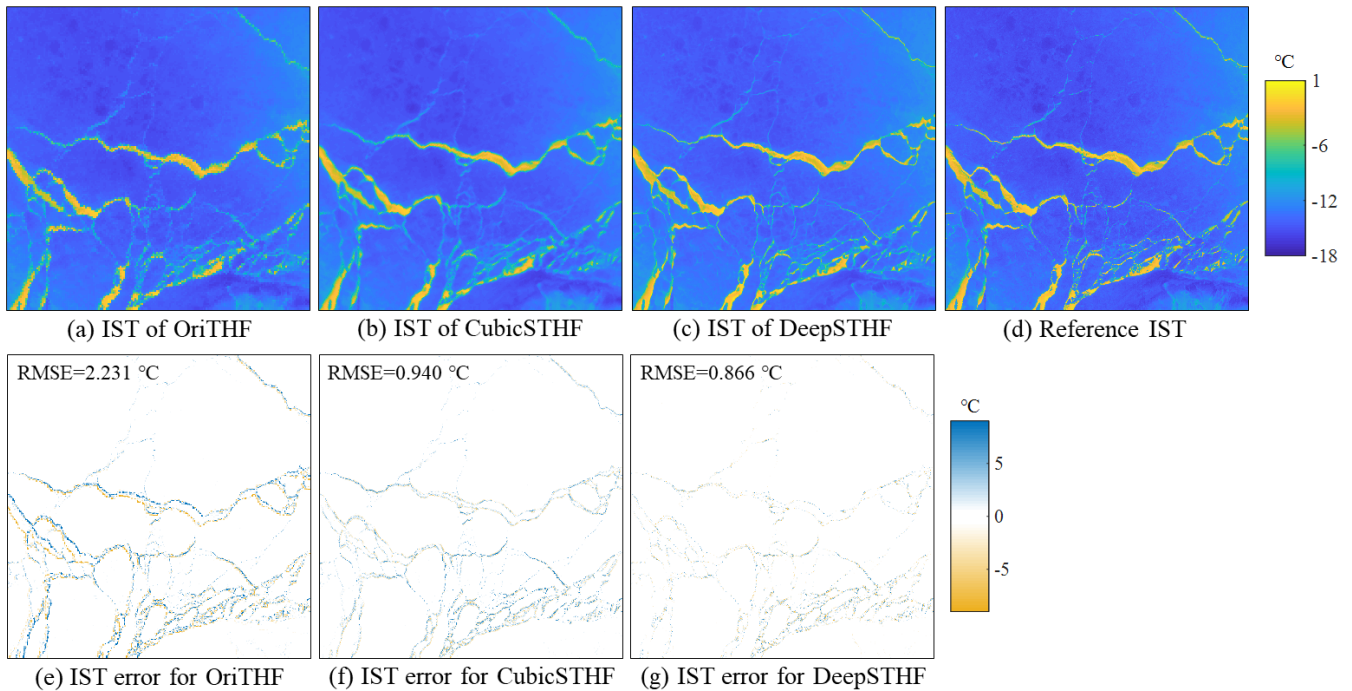 ℃
1
-6
-12
-18
(a) IST of OriTHF
(b) IST of CubicSTHF
(c) IST of DeepSTHF
(d) Reference IST
RMSE=2.231 ℃
RMSE=0.940 ℃
RMSE=0.866 ℃
℃
5
0
-5
(e) IST error for OriTHF
(f) IST error for CubicSTHF
(g) IST error for DeepSTHF